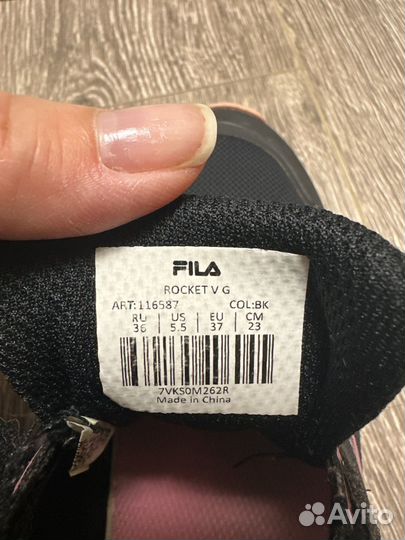 FILA
ROCKET V G
ART:116587 COL:BK
RU US EU CM
36 5.5 37 23
7VKS0M262R
Made in China
Avito